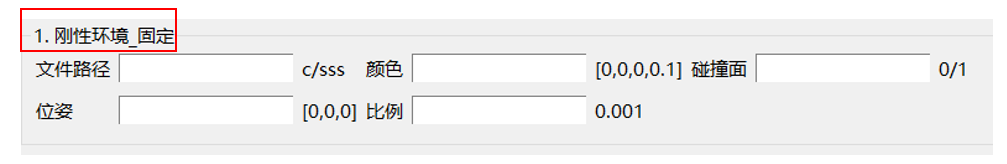 1. 刚性环境_固定
文件路径 c/sss 颜色 [0,0,0,0.1] 碰撞面 0/1
位姿 [0,0,0] 比例 0.001